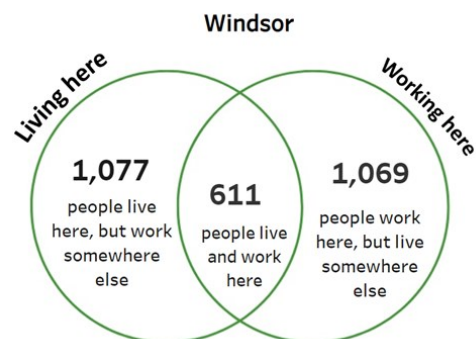 Windsor
Living here
Working here
1,077
people live
here, but work
somewhere
else
611
people live
and work
here
1,069
people work
here, but live
somewhere
else